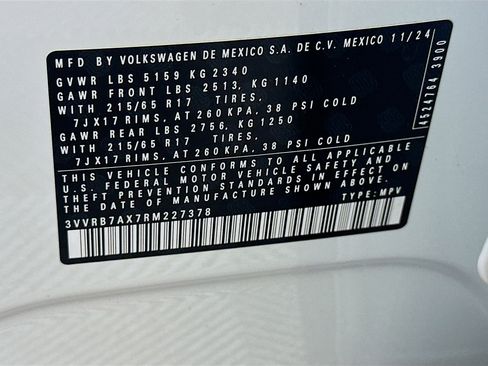 MFD BY VOLKSWAGEN DE MEXICO S.A. DE C.V. MEXICO 11/24
GVWR LBS 5159 KG 2340
GAWR FRONT LBS 2513, KG 1140
WITH 215/65 R17 TIRES,
7JX17 RIMS, AT 260 KPA, 38 PSI COLD
GAWR REAR LBS 2756, KG 1250
WITH 215/65 R17 TIRES,
7JX17 RIMS, AT 260 KPA, 38 PSI COLD
THIS VEHICLE CONFORMS TO ALL APPLICABLE
U.S. FEDERAL MOTOR VEHICLE SAFETY AND
THEFT PREVENTION STANDARDS IN EFFECT ON
THE DATE OF MANUFACTURE SHOWN ABOVE.
3VVRB7AX7RM227378 TYPE: MPV
4524764 3900